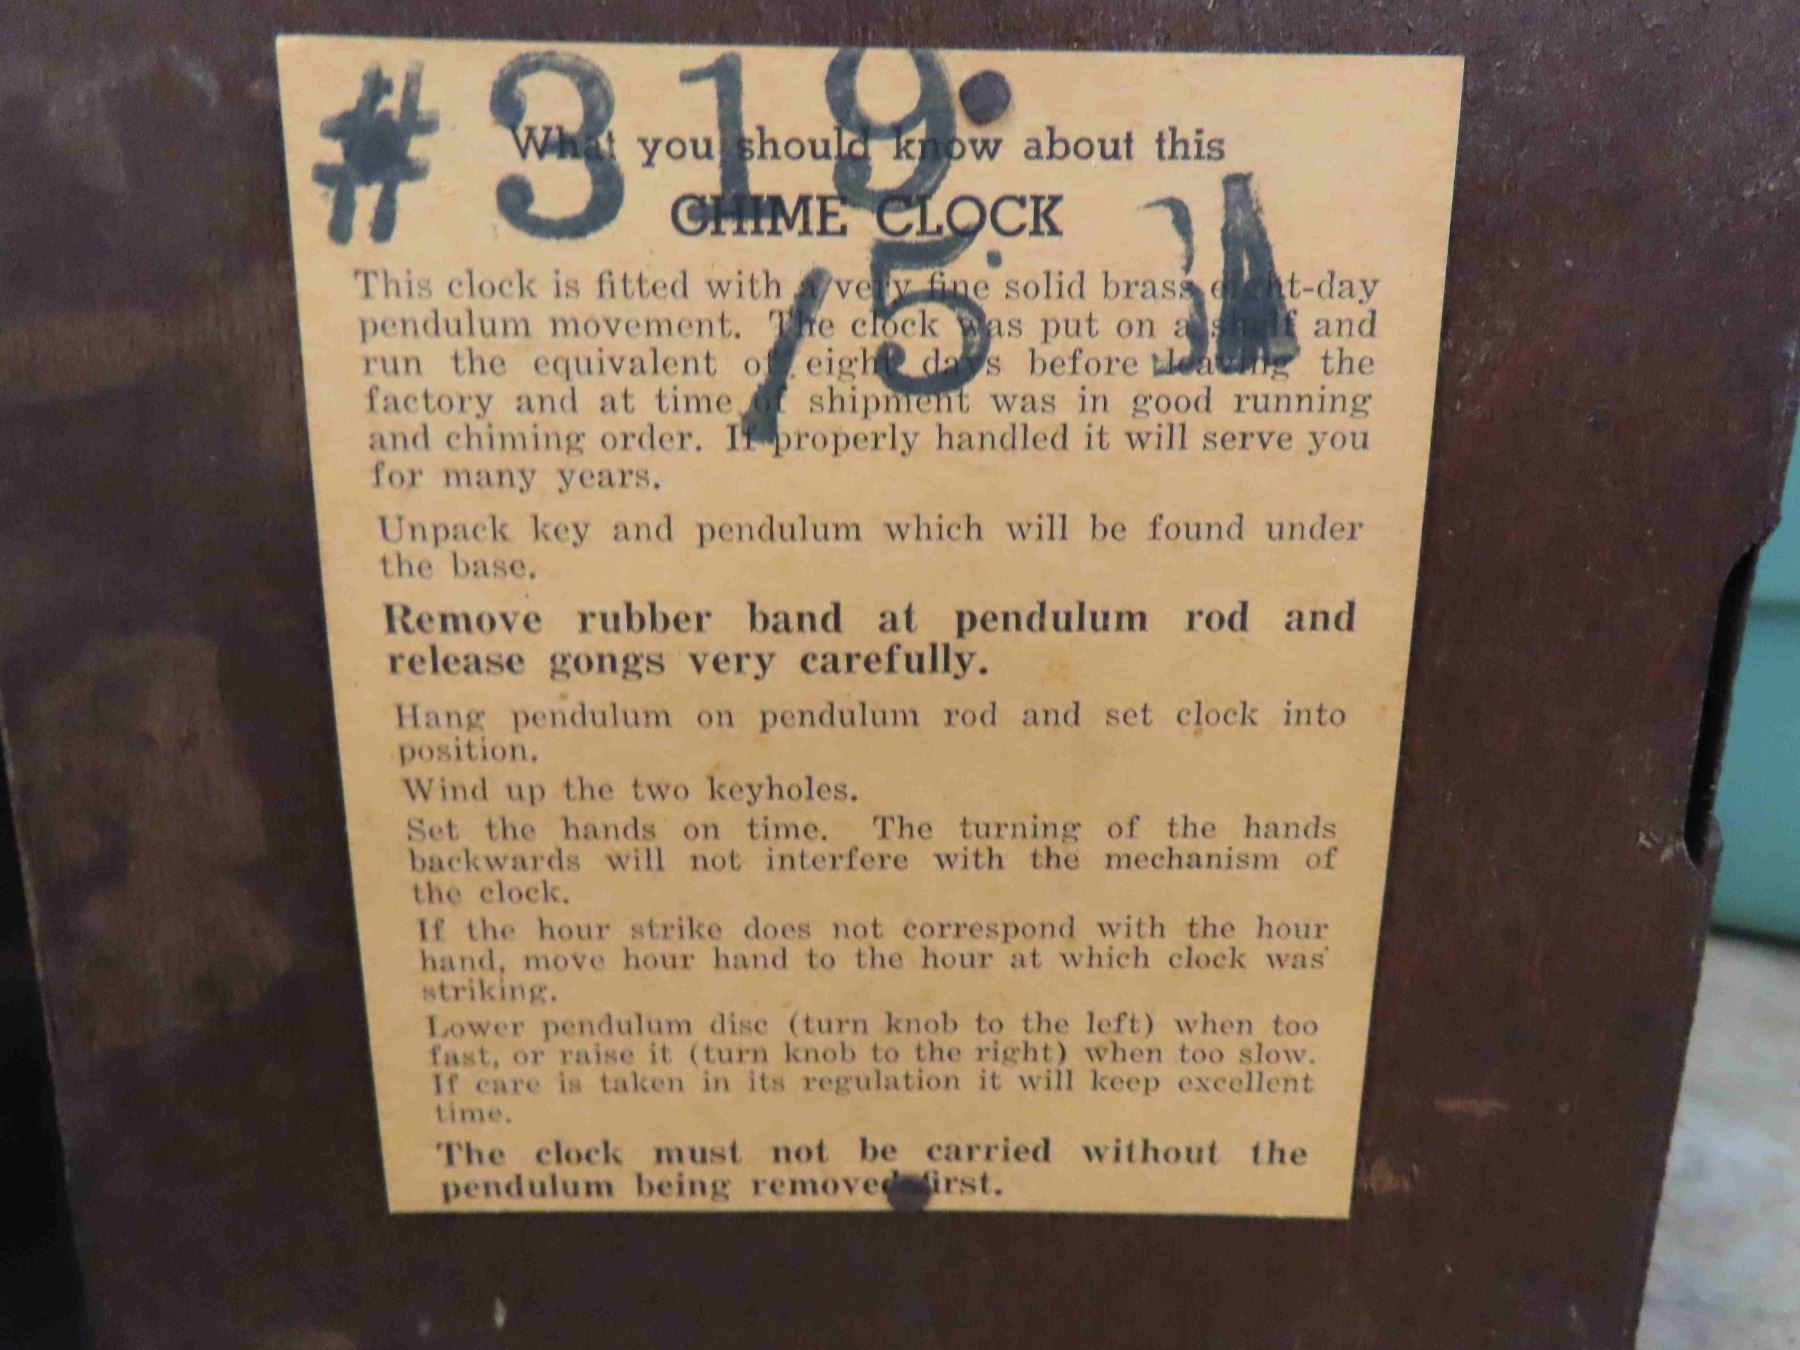 #319
What you should know about this
CHIME CLOCK
15
This clock is fitted with a very fine solid brass eight-day
pendulum movement. The clock was put on a shelf and
run the equivalent of eight days before leaving the
factory and at time of shipment was in good running
and chiming order. If properly handled it will serve you
for many years.
Unpack key and pendulum which will be found under
the base.
Remove rubber band at pendulum rod and
release gongs very carefully.
Hang pendulum on pendulum rod and set clock into
position.
Wind up the two keyholes.
Set the hands on time. The turning of the hands
backwards will not interfere with the mechanism of
the clock.
If the hour strike does not correspond with the hour
hand, move hour hand to the hour at which clock was
striking.
Lower pendulum disc (turn knob to the left) when too
fast, or raise it (turn knob to the right) when too slow.
If care is taken in its regulation it will keep excellent
time.
The clock must not be carried without the
pendulum being removed first.